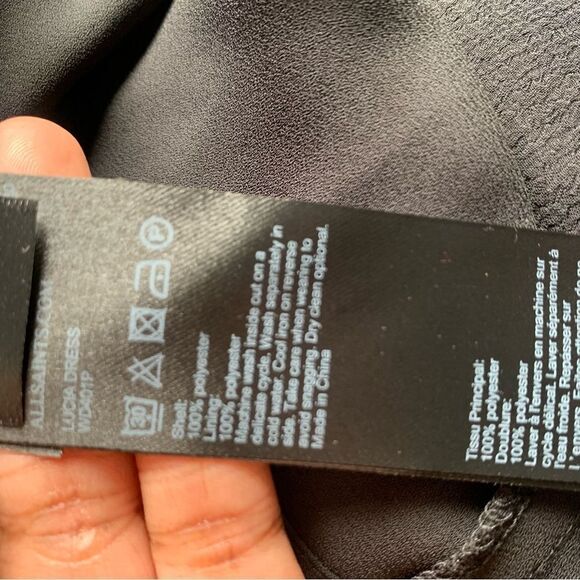 ALLSAINTS.COM
LUCIA DRESS
WD401P
30
P
Shell:
100% polyester
Lining:
100% polyester
Machine wash inside out on a
delicate cycle. Wash separately in
cold water. Cool iron on reverse
side. Take care when wearing to
avoid snagging. Dry clean optional.
Made in China
Tissu Principal:
100% polyester
Doublure:
100% polyester
Laver à l'envers en machine sur
cycle délicat. Laver séparément à
l'eau froide. Repasser sur